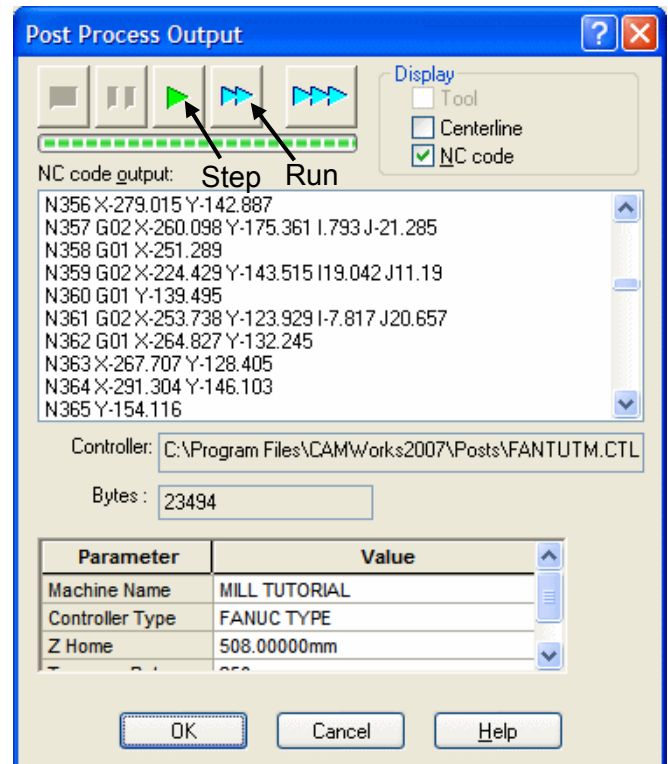 Post Process Output
Display
Tool
Centerline
NC code
Step Run
NC code output:
N356 X-279.015 Y-142.887
N357 G02 X-260.098 Y-175.361 I.793 J-21.285
N358 G01 X-251.289
N359 G02 X-224.429 Y-143.515 I19.042 J11.19
N360 G01 Y-139.495
N361 G02 X-253.738 Y-123.929 I-7.817 J20.657
N362 G01 X-264.827 Y-132.245
N363 X-267.707 Y-128.405
N364 X-291.304 Y-146.103
N365 Y-154.116
Controller: C:\Program Files\CAMWorks2007\Posts\FANTUTM.CTL
Bytes : 23494
Parameter Value
Machine Name MILL TUTORIAL
Controller Type FANUC TYPE
Z Home 508.00000mm
OK Cancel Help